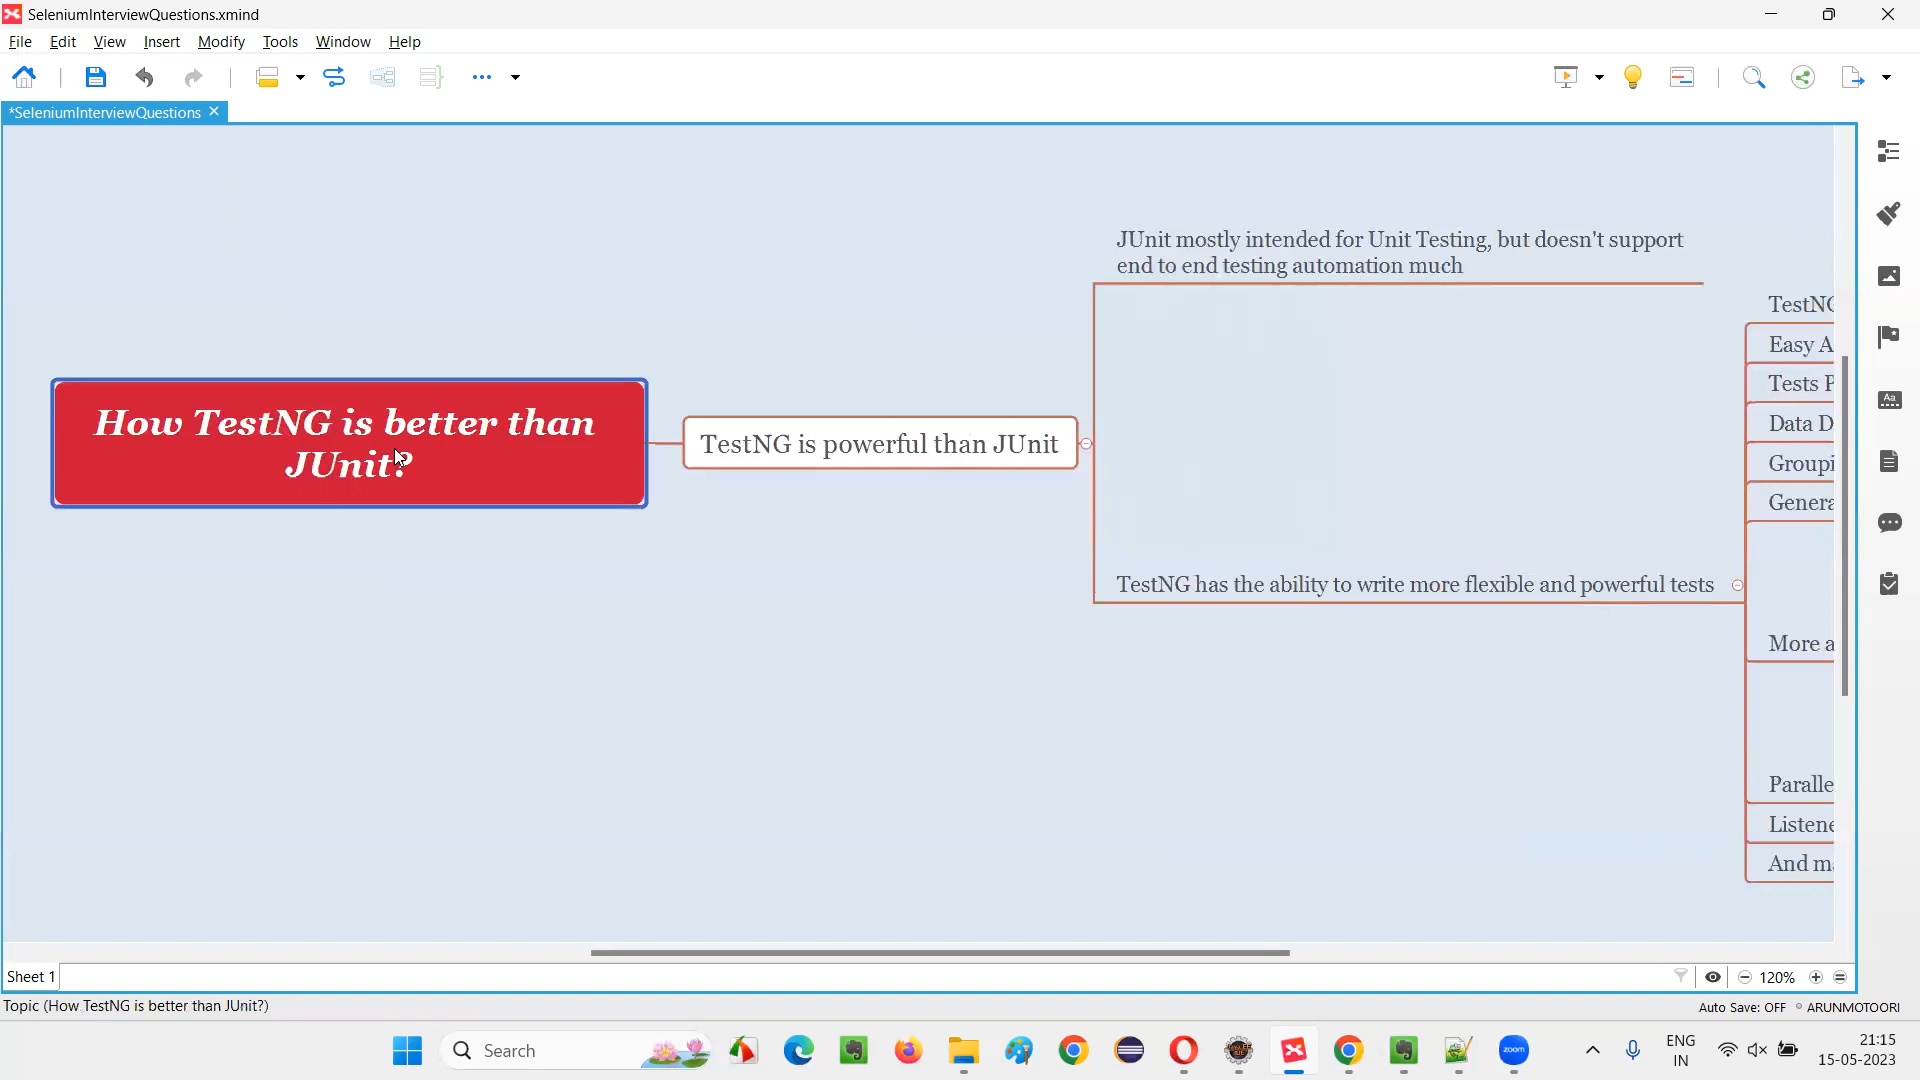 SeleniumInterviewQuestions.xmind
File Edit View Insert Modify Tools Window Help
*SeleniumInterviewQuestions
JUnit mostly intended for Unit Testing, but doesn't support
end to end testing automation much
How TestNG is better than
JUnit?
TestNG is powerful than JUnit
TestNG has the ability to write more flexible and powerful tests
TestNG
Easy A
Tests P
Data D
Groupi
Genera
More a
Paralle
Listene
And ma
Aa
Sheet 1
120%
Topic (How TestNG is better than JUnit?)
Auto Save: OFF
ARUNMOTOORI
Search
zoom
ENG
IN
21:15
15-05-2023